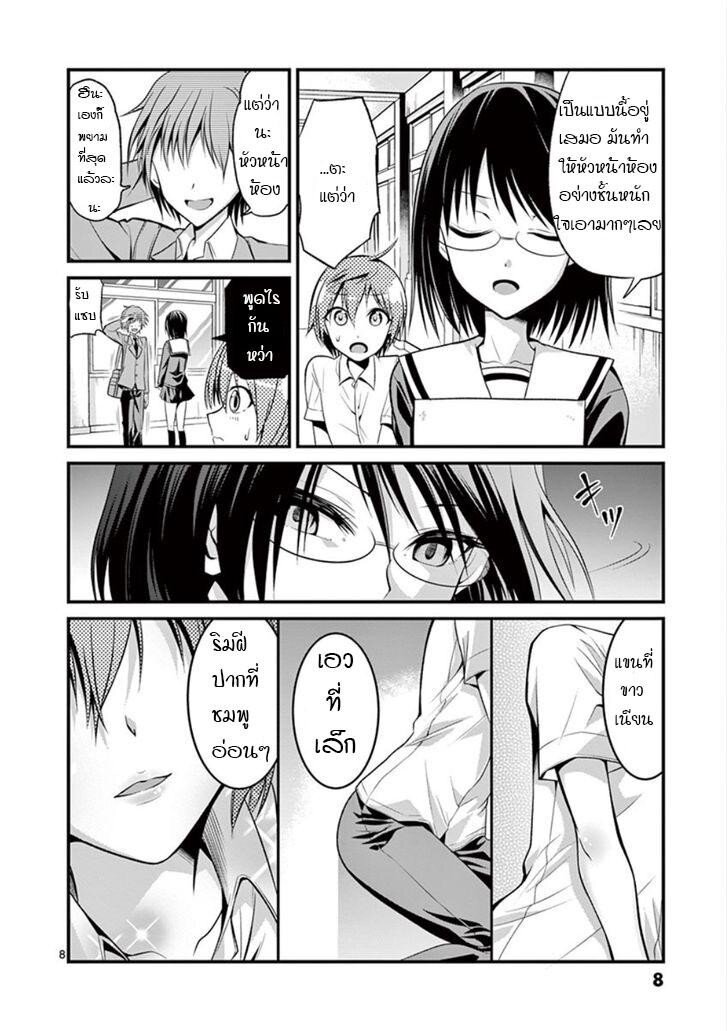 เป็นแบบนี้อยู่
เสมอ มันทำ
ให้หัวหน้าห้อง
อย่างชั้นหนัก
ใจเอามากๆเลย
...ตะ
แต่ว่า
แต่ว่า
นะ
หัวหน้า
ห้อง
ฮินะ
เองก็
พยาม
ที่สุด
แล้วละ
นะ
พูดไร
กัน
หว่า
รับ
แซบ
キッ
แขนที่
ขาว
เนียน
เอว
ที่
เล็ก
ริมฝี
ปากที่
ชมพู
อ่อนๆ
8
8